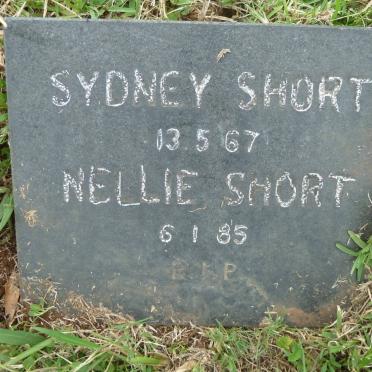 SYDNEY SHORT
13 5 67
NELLIE SHORT
6 1 85
R.I.P